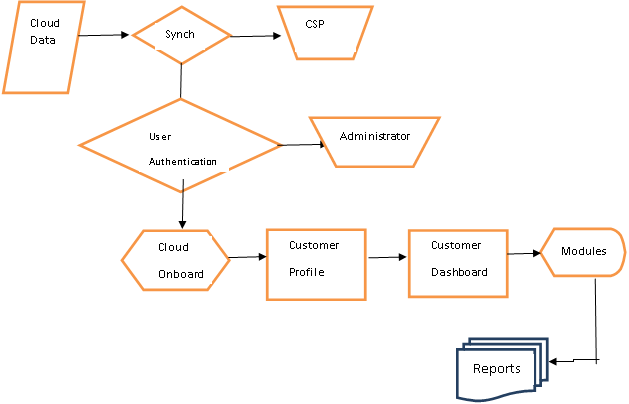 Cloud
Data
Synch
CSP
User
Authentication
Administrator
Cloud
Onboard
Customer
Profile
Customer
Dashboard
Modules
Reports